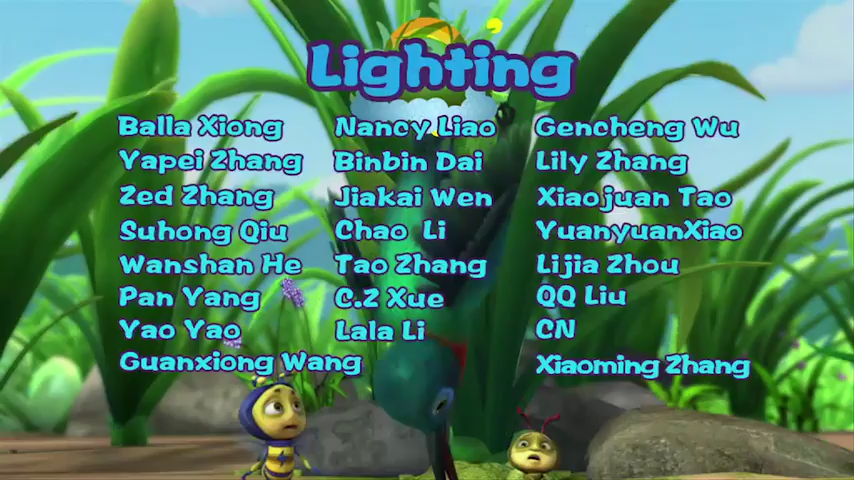 Lighting
Balla Xiong Nancy Liao Gencheng Wu
Yapei Zhang Binbin Dai Lily Zhang
Zed Zhang Jiakai Wen Xiaojuan Tao
Suhong Qiu Chao Li YuanyuanXiao
Wanshan He Tao Zhang Lijia Zhou
Pan Yang C.Z Xue QQ Liu
Yao Yao Lala Li CN
Guanxiong Wang Xiaoming Zhang